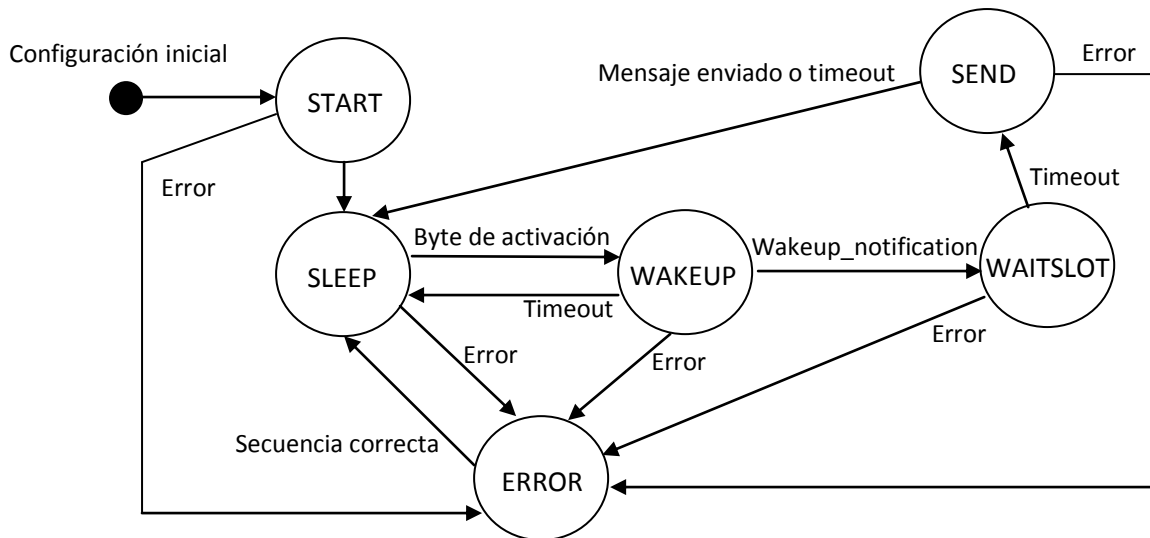 Configuración inicial
START
Mensaje enviado o timeout
SEND
Error
Error
Timeout
Byte de activación
Wakeup_notification
SLEEP
WAKEUP
WAITSLOT
Timeout
Error
Error
Error
Secuencia correcta
ERROR